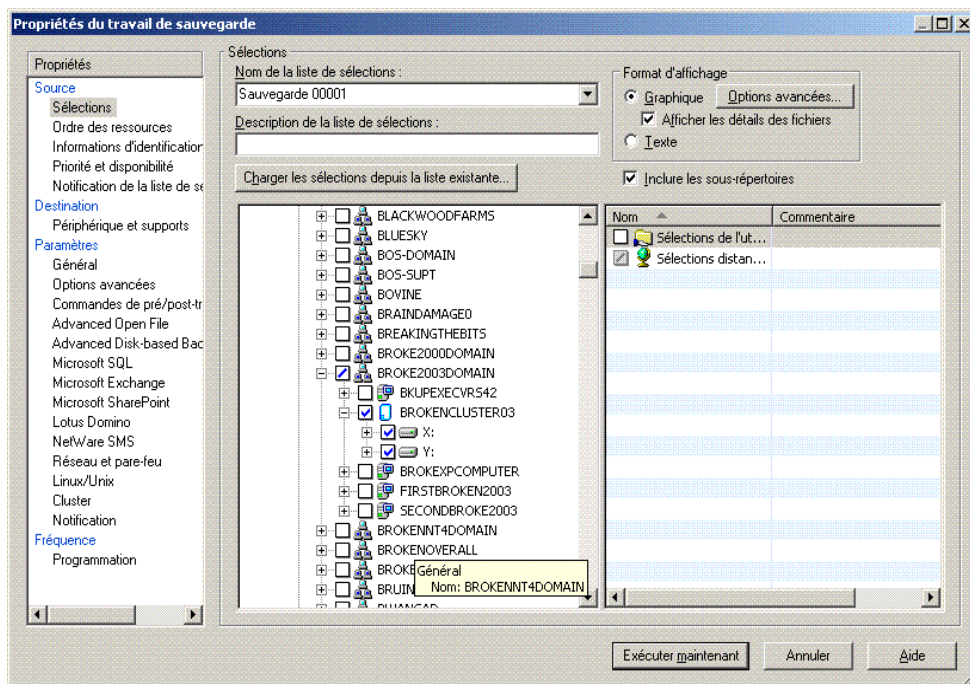 Propriétés du travail de sauvegarde
Propriétés
Source
Sélections
Ordre des ressources
Informations d'identification
Priorité et disponibilité
Notification de la liste de sé
Destination
Périphérique et supports
Paramètres
Général
Options avancées
Commandes de pré/post-tr
Advanced Open File
Advanced Disk-based Bac
Microsoft SQL
Microsoft Exchange
Microsoft SharePoint
Lotus Domino
NetWare SMS
Réseau et pare-feu
Linux/Unix
Cluster
Notification
Fréquence
Programmation
Sélections
Nom de la liste de sélections :
Sauvegarde 00001
Description de la liste de sélections :
Charger les sélections depuis la liste existante...
Format d'affichage
Graphique
Options avancées...
Afficher les détails des fichiers
Texte
Inclure les sous-répertoires
BLACKWOODFARMS
BLUESKY
BOS-DOMAIN
BOS-SUPT
BOVINE
BRAINDAMAGE0
BREAKINGTHEBITS
BROKE2000DOMAIN
BROKE2003DOMAIN
BKUPEXECVRS42
BROKENCLUSTER03
X:
Y:
BROKEXPCOMPUTER
FIRSTBROKEN2003
SECONDBROKE2003
BROKENNT4DOMAIN
BROKENOVERALL
BROKE
BRUIN
Général
Nom: BROKENNT4DOMAIN
Nom
Commentaire
Sélections de l'ut...
Sélections distan...
Exécuter maintenant
Annuler
Aide